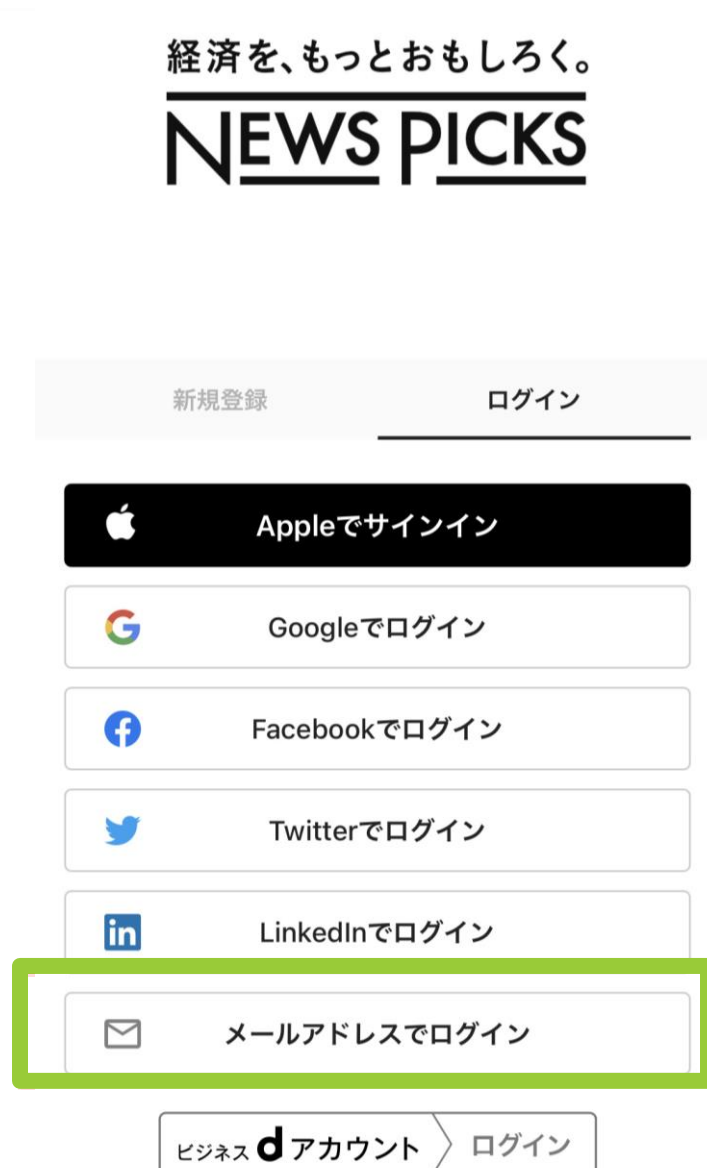 経済を、もっとおもしろく。
NEWS PICKS
新規登録 ログイン
Appleでサインイン
Googleでログイン
Facebookでログイン
Twitterでログイン
in LinkedInでログイン
メールアドレスでログイン
ビジネス dアカウント ログイン